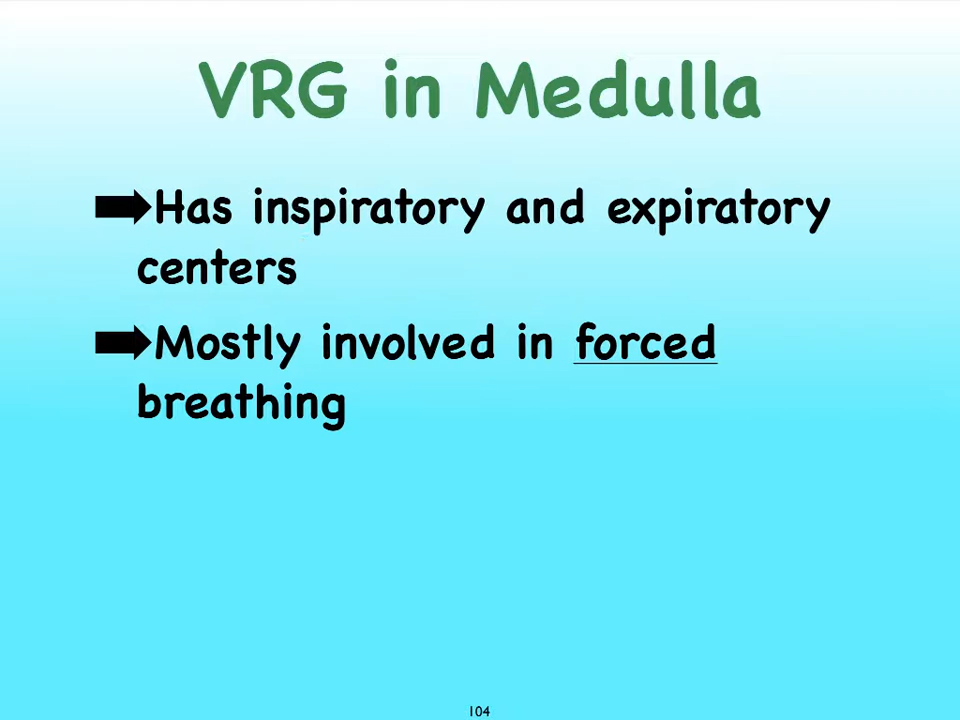 VRG in Medulla
Has inspiratory and expiratory
centers
Mostly involved in forced
breathing
104